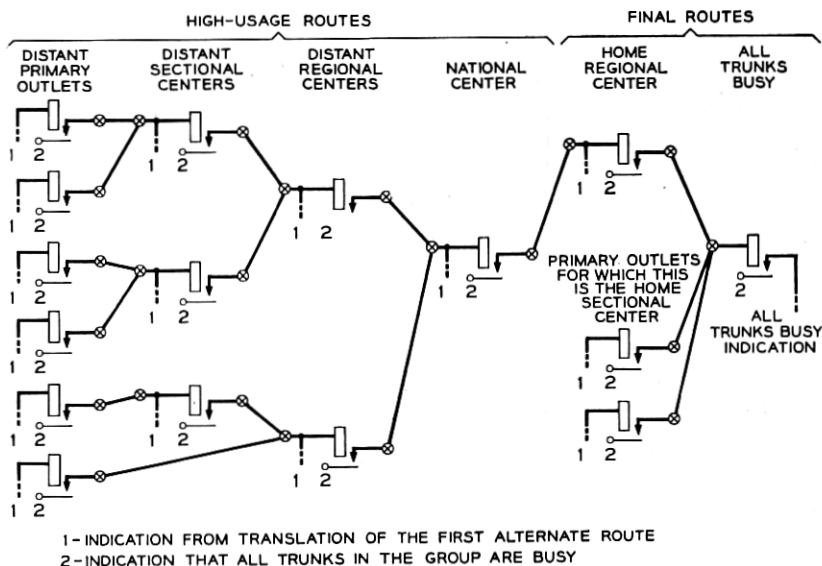 HIGH-USAGE ROUTES
FINAL ROUTES
DISTANT
PRIMARY
OUTLETS
DISTANT
SECTIONAL
CENTERS
DISTANT
REGIONAL
CENTERS
NATIONAL
CENTER
HOME
REGIONAL
CENTER
ALL
TRUNKS
BUSY
1 2
1 2
1 2
1 2
1 2
1 2
1 2
1 2
1 2
1 2
1 2
1 2
1 2
PRIMARY OUTLETS
FOR WHICH THIS
IS THE HOME
SECTIONAL
CENTER
1 2
1 2
2
ALL
TRUNKS BUSY
INDICATION
1-INDICATION FROM TRANSLATION OF THE FIRST ALTERNATE ROUTE
2-INDICATION THAT ALL TRUNKS IN THE GROUP ARE BUSY